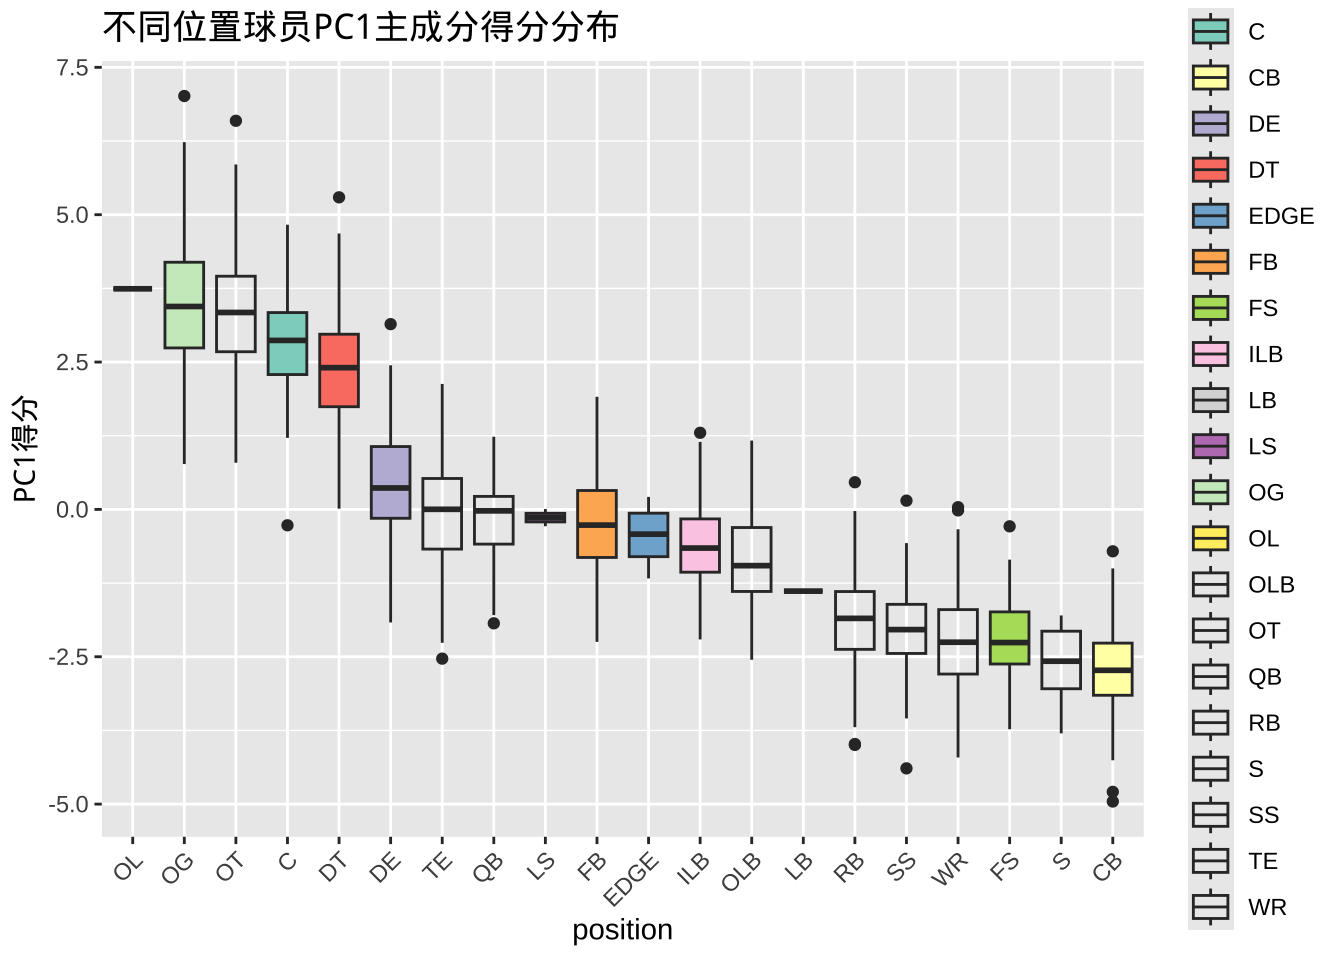 不同位置球员PC1主成分得分分布
PC1得分
7.5
5.0
2.5
0.0
-2.5
-5.0
OL
OG
OT
C
DT
DE
TE
QB
LS
FB
EDGE
ILB
OLB
LB
RB
SS
WR
FS
S
CB
position
C
CB
DE
DT
EDGE
FB
FS
ILB
LB
LS
OG
OL
OLB
OT
QB
RB
S
SS
TE
WR